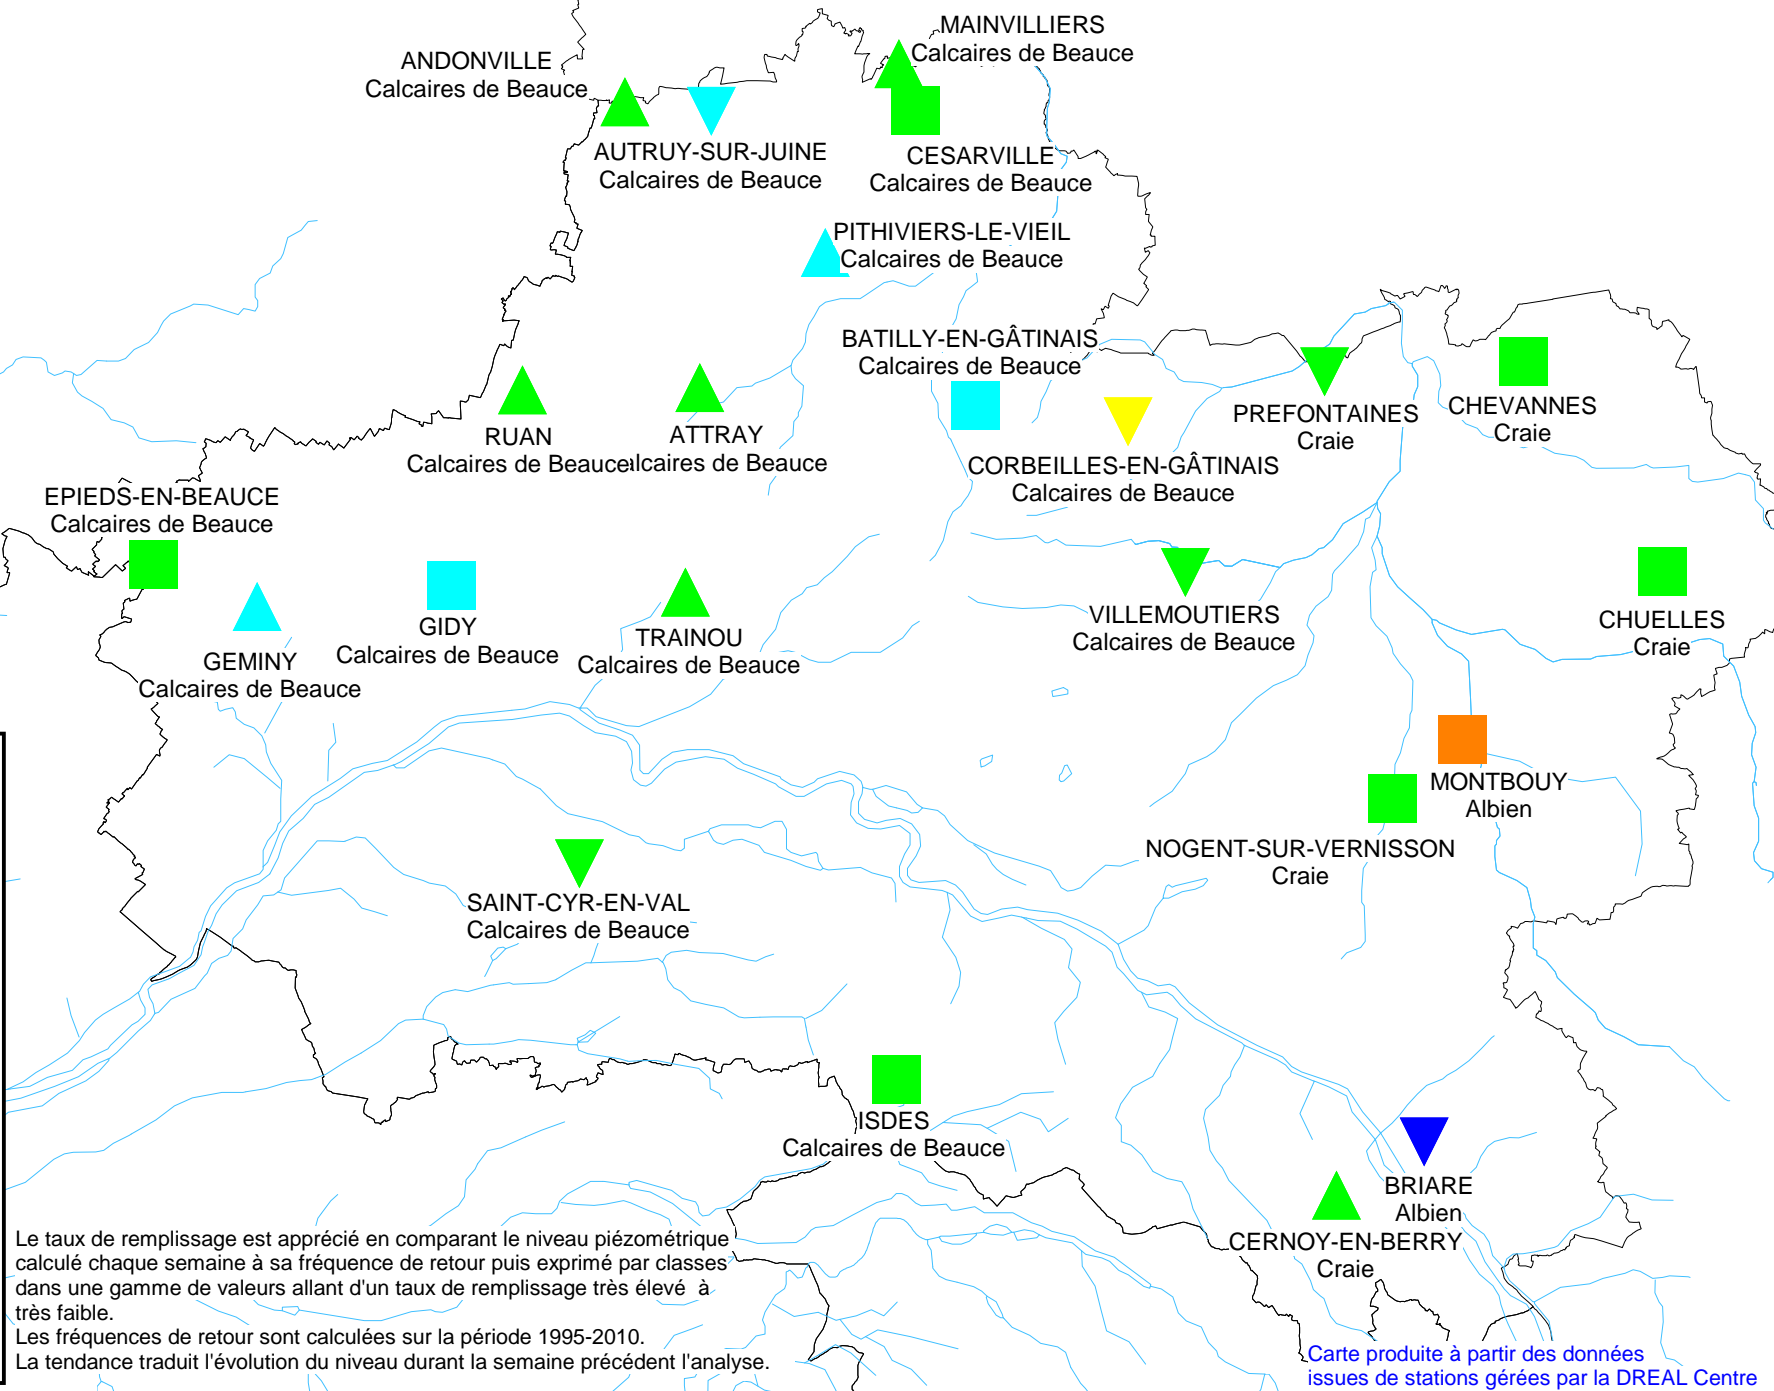 MAINVILLIERS
Calcaires de Beauce
ANDONVILLE
Calcaires de Beauce
AUTRUY-SUR-JUINE
Calcaires de Beauce
CESARVILLE
Calcaires de Beauce
PITHIVIERS-LE-VIEIL
Calcaires de Beauce
BATILLY-EN-GÂTINAIS
Calcaires de Beauce
PREFONTAINES
Craie
CHEVANNES
Craie
RUAN
Calcaires de Beauce
ATTRAY
alcaires de Beauce
CORBEILLES-EN-GÂTINAIS
Calcaires de Beauce
EPIEDS-EN-BEAUCE
Calcaires de Beauce
GEMINY
Calcaires de Beauce
GIDY
Calcaires de Beauce
TRAINOU
Calcaires de Beauce
VILLEMOUTIERS
Calcaires de Beauce
CHUELLES
Craie
MONTBOUY
Albien
NOGENT-SUR-VERNISSON
Craie
SAINT-CYR-EN-VAL
Calcaires de Beauce
ISDES
Calcaires de Beauce
BRIARE
Albien
CERNOY-EN-BERRY
Craie
Le taux de remplissage est apprécié en comparant le niveau piézométrique
calculé chaque semaine à sa fréquence de retour puis exprimé par classes
dans une gamme de valeurs allant d'un taux de remplissage très élevé à
très faible.
Les fréquences de retour sont calculées sur la période 1995-2010.
La tendance traduit l'évolution du niveau durant la semaine précédent l'analyse.
Carte produite à partir des données
issues de stations gérées par la DREAL Centre